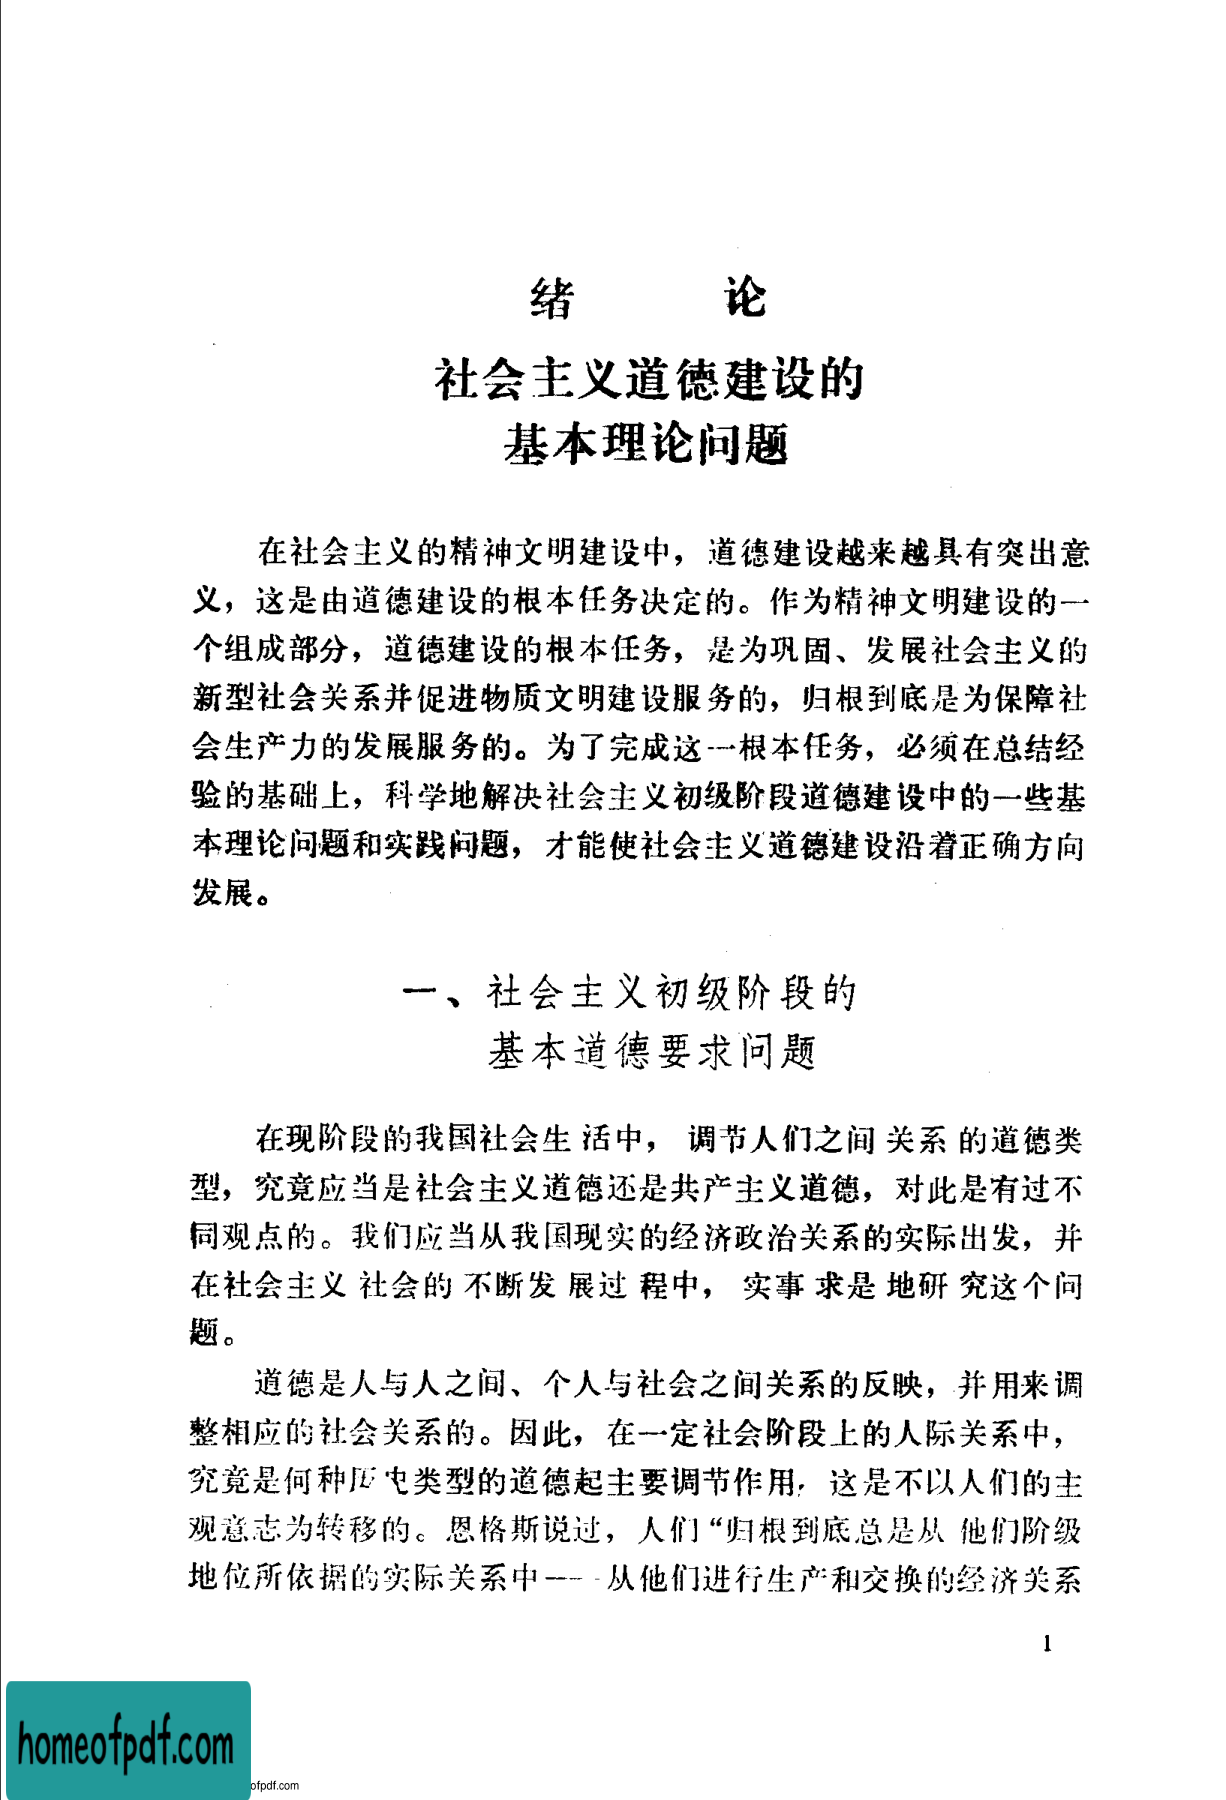 绪 论
社会主义道德建设的
基本理论问题
在社会主义的精神文明建设中，道德建设越来越具有突出意
义，这是由道德建设的根本任务决定的。作为精神文明建设的一
个组成部分，道德建设的根本任务，是为巩固、发展社会主义的
新型社会关系并促进物质文明建设服务的，归根到底是为保障社
会生产力的发展服务的。为了完成这一根本任务，必须在总结经
验的基础上，科学地解决社会主义初级阶段道德建设中的一些基
本理论问题和实践问题，才能使社会主义道德建设沿着正确方向
发展。
一、社会主义初级阶段的
基本道德要求问题
在现阶段的我国社会生活中，调节人们之间关系的道德类
型，究竟应当是社会主义道德还是共产主义道德，对此是有过不
同观点的。我们应当从我国现实的经济政治关系的实际出发，并
在社会主义社会的不断发展过程中，实事求是地研究这个问
题。
道德是人与人之间、个人与社会之间关系的反映，并用来调
整相应的社会关系的。因此，在一定社会阶段上的人际关系中，
究竟是何种历史类型的道德起主要调节作用，这是不以人们的主
观意志为转移的。恩格斯说过，人们“归根到底总是从他们阶级
地位所依据的实际关系中——从他们进行生产和交换的经济关系
1
homeofpdf.com
ofpdf.com